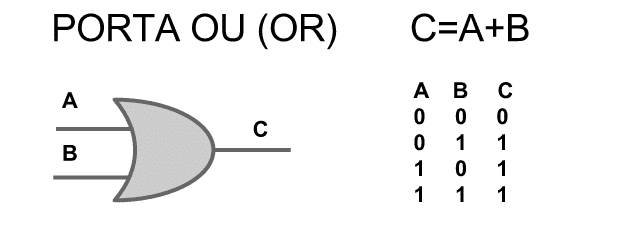 PORTA OU (OR)
C=A+B
A
B
C
A B C
0 0 0
0 1 1
1 0 1
1 1 1